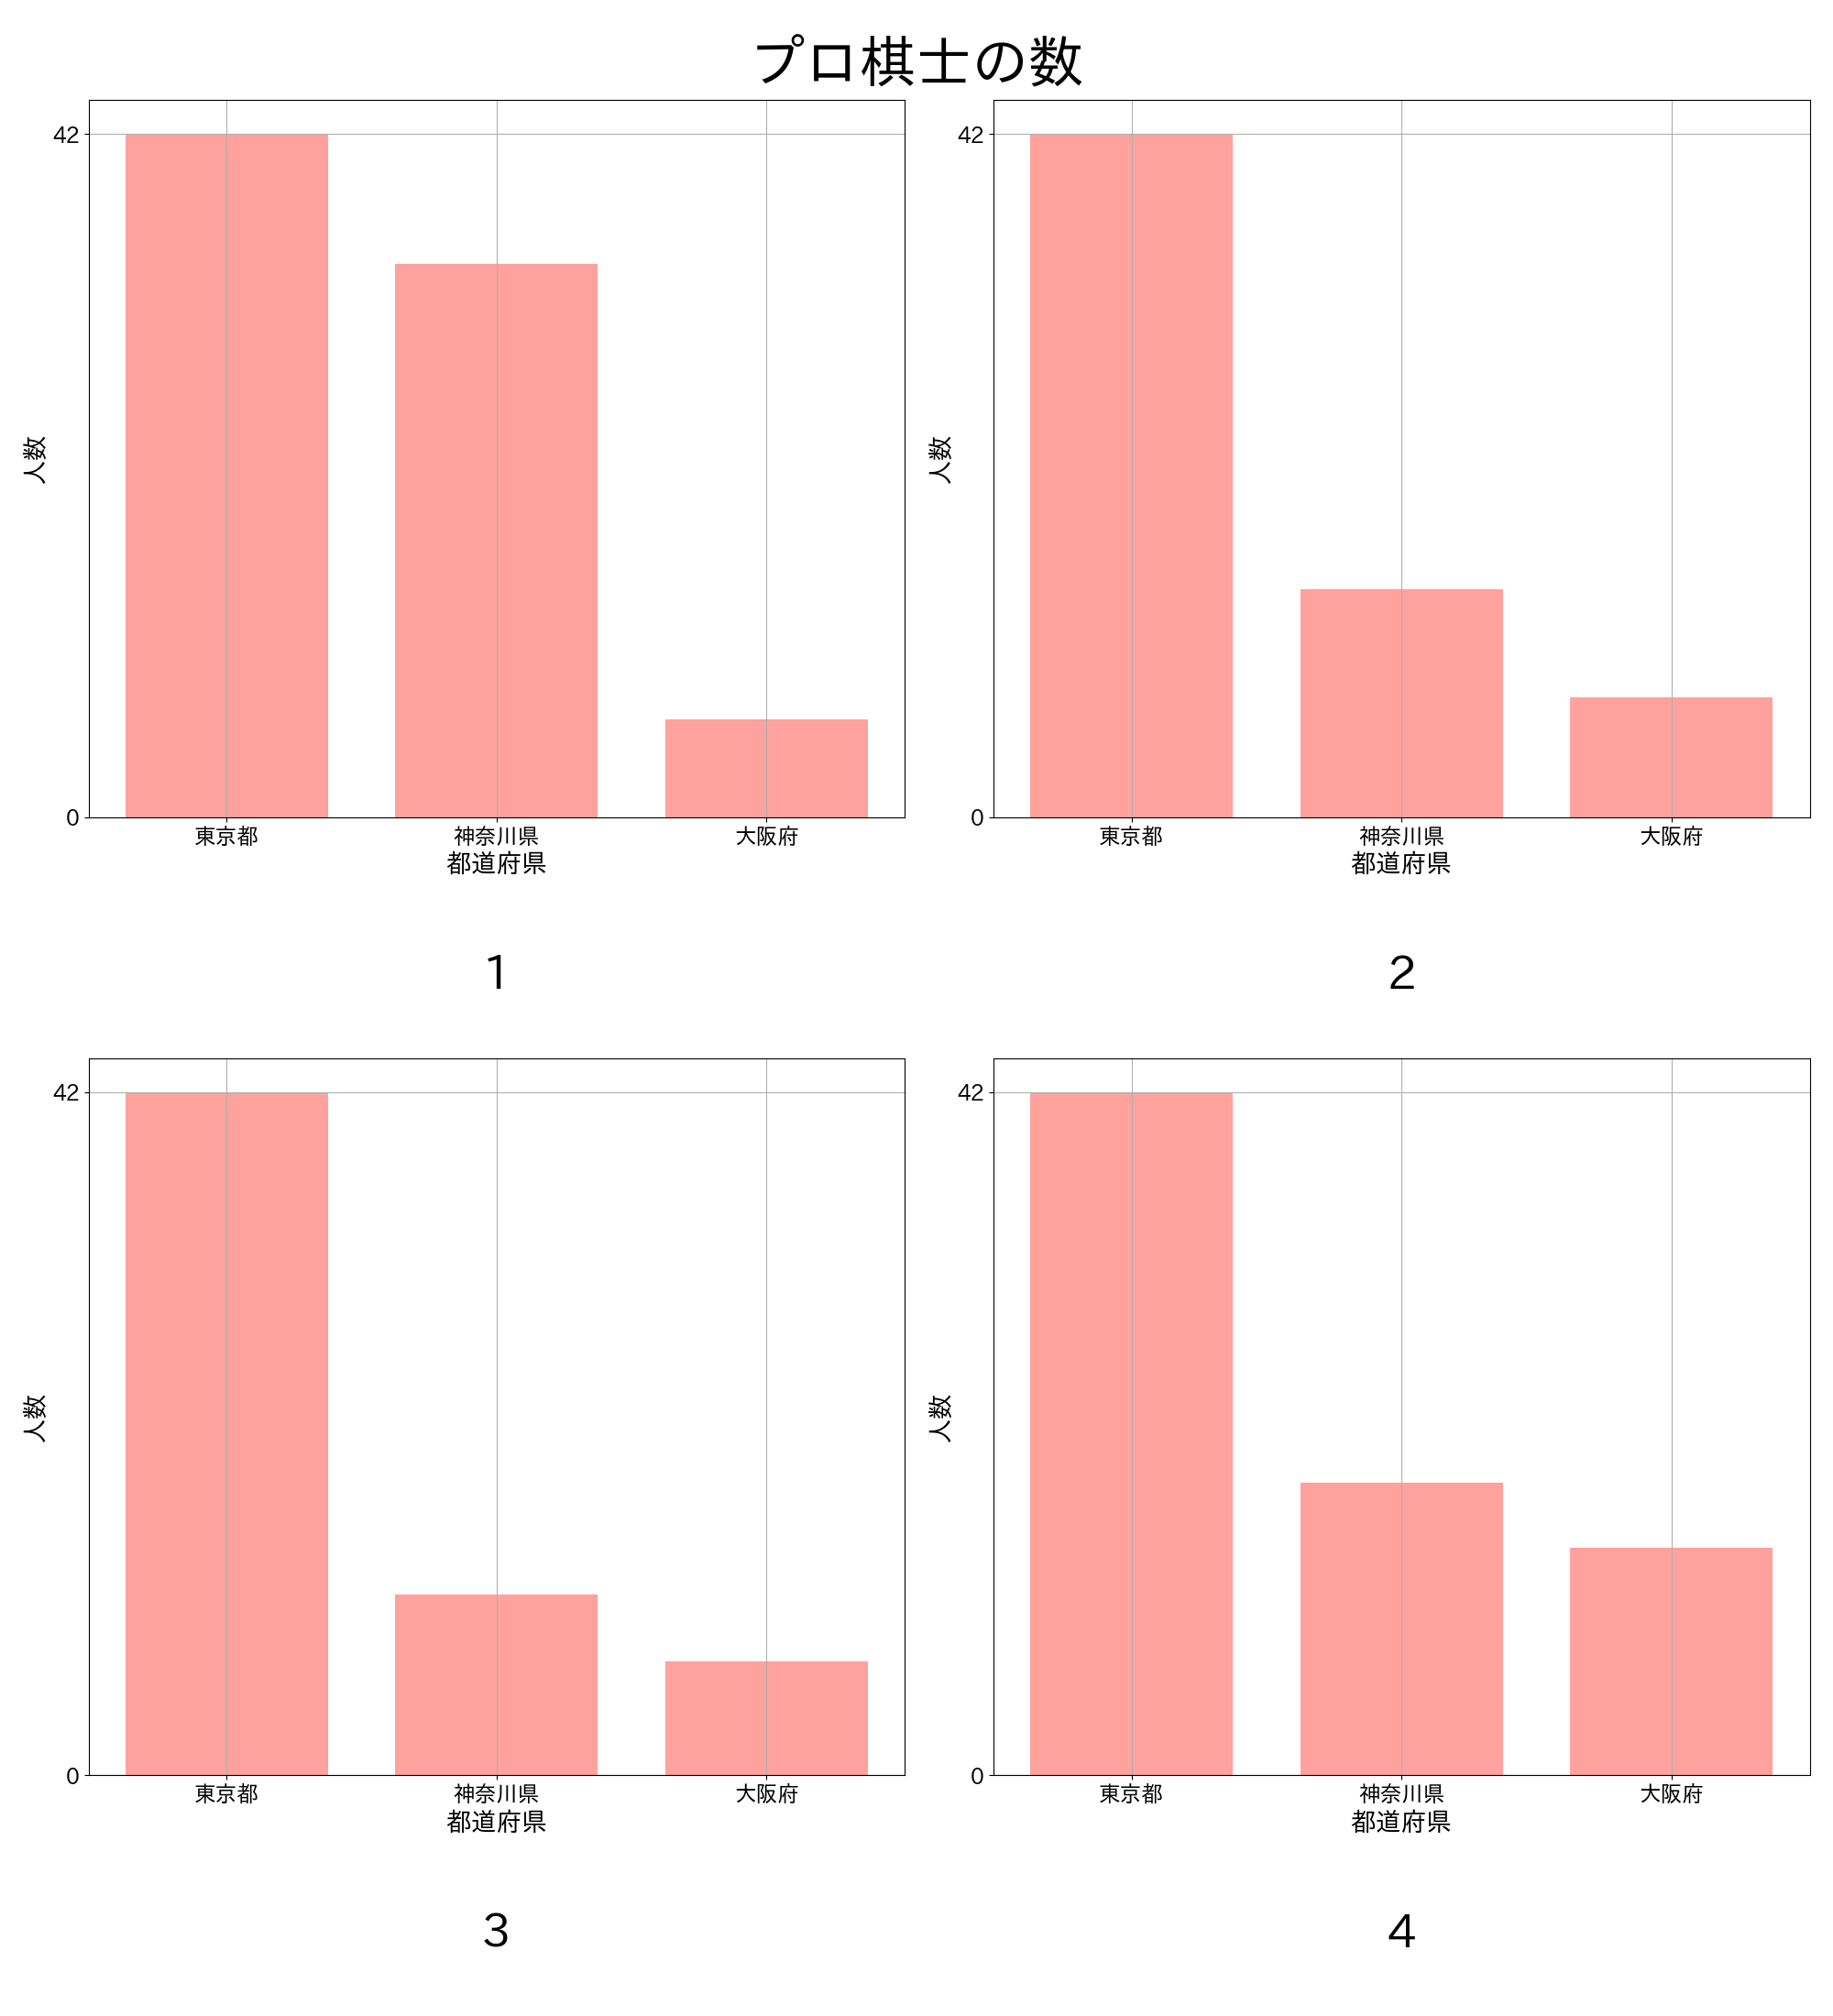 プロ棋士の数
42
人数
0
東京都 神奈川県 大阪府
都道府県
1
42
人数
0
東京都 神奈川県 大阪府
都道府県
2
42
人数
0
東京都 神奈川県 大阪府
都道府県
3
42
人数
0
東京都 神奈川県 大阪府
都道府県
4